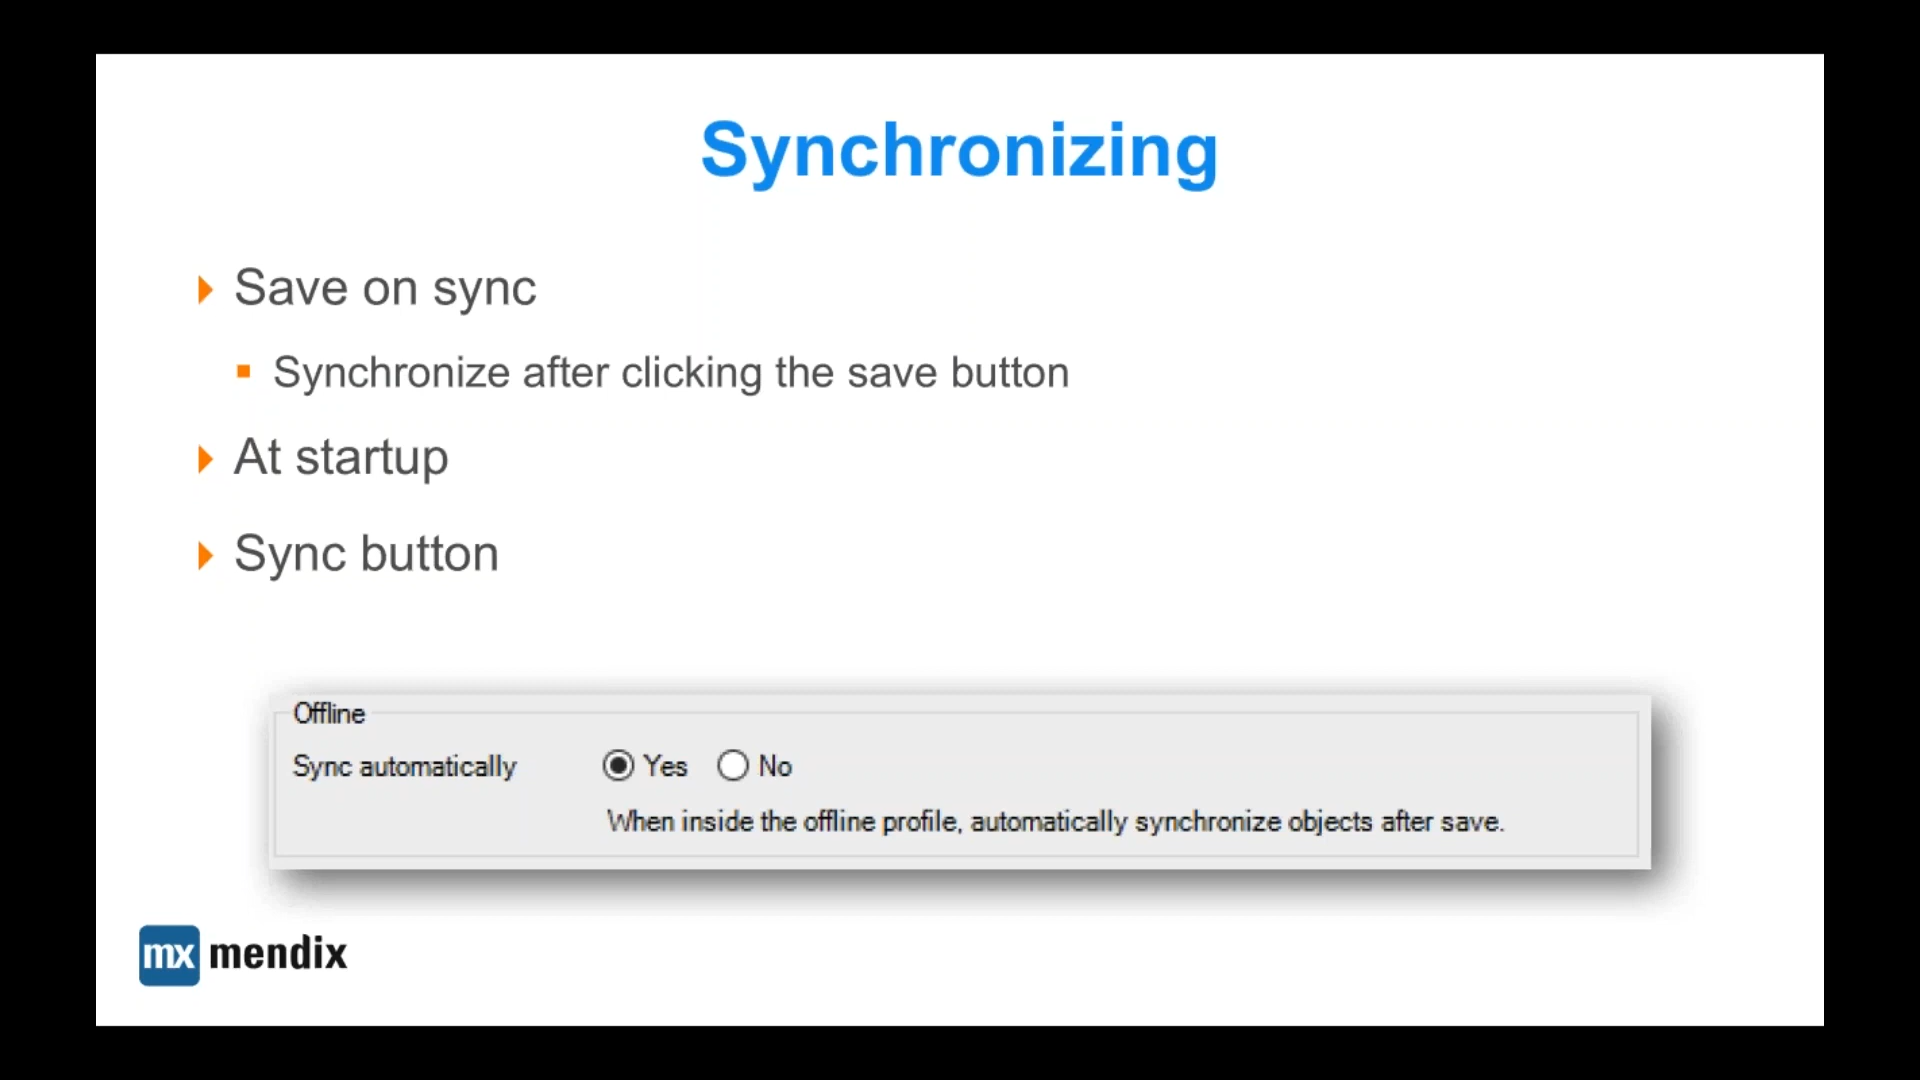 Synchronizing
Save on sync
Synchronize after clicking the save button
At startup
Sync button
Offline
Sync automatically Yes No
When inside the offline profile, automatically synchronize objects after save.
mx mendix